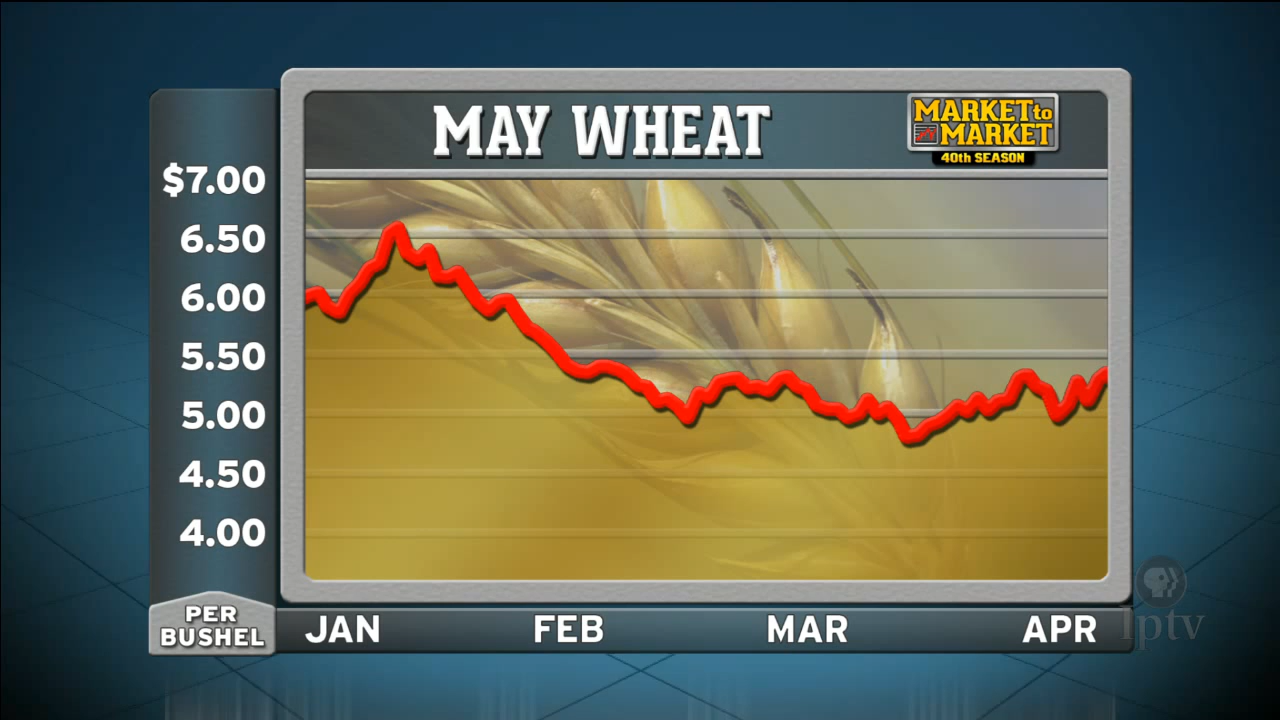 MAY WHEAT
MARKET to
MARKET
40th SEASON
$7.00
6.50
6.00
5.50
5.00
4.50
4.00
PER
BUSHEL
JAN FEB MAR APR
Iptv